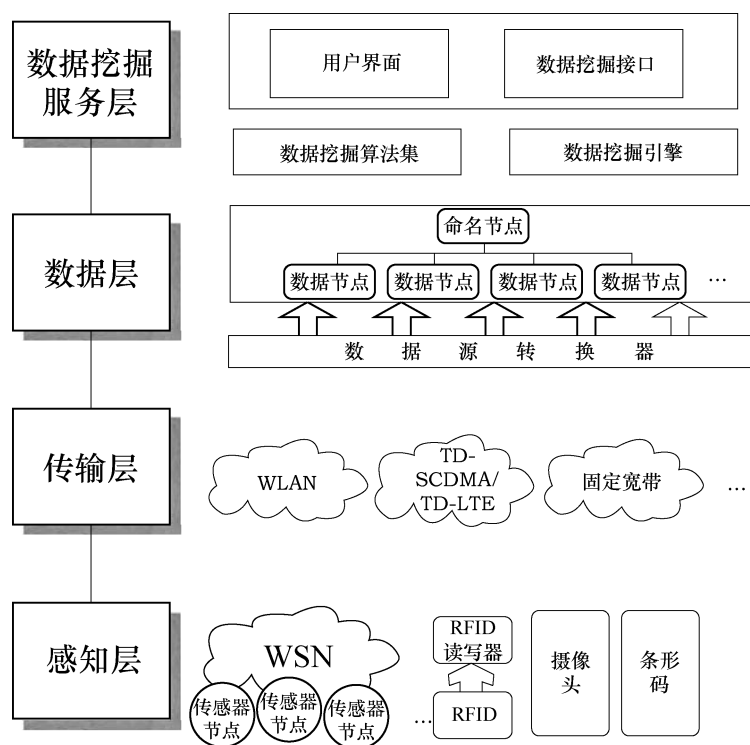 数据挖掘
服务层
用户界面
数据挖掘接口
数据挖掘算法集
数据挖掘引擎
数据层
命名节点
数据节点
数据节点
数据节点
数据节点
…
数据源转换器
传输层
WLAN
TD-
SCDMA/
TD-LTE
固定宽带
…
感知层
WSN
传感器
节点
传感器
节点
传感器
节点
…
RFID
读写器
RFID
摄像
头
条形
码